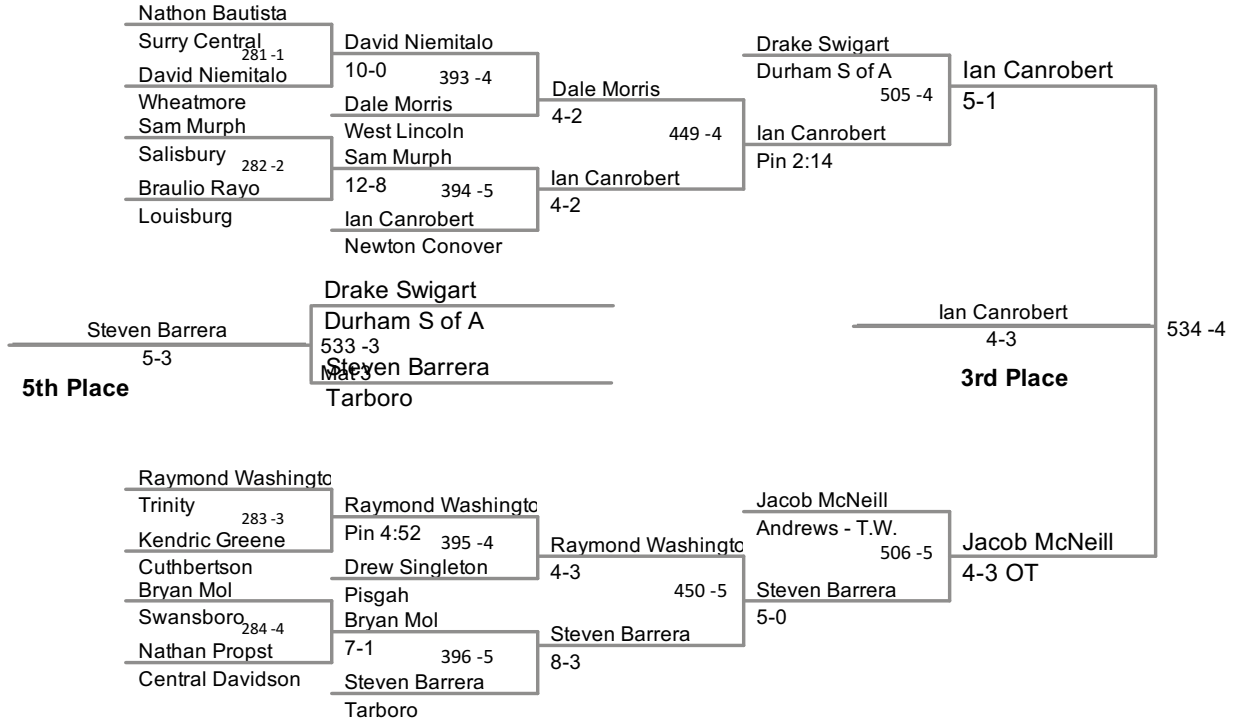 Nathon Bautista
Surry Central
281 -1
David Niemitalo
Wheatmore
Sam Murph
Salisbury
282 -2
Braulio Rayo
Louisburg
David Niemitalo
10-0
393 -4
Dale Morris
West Lincoln
Sam Murph
12-8
394 -5
Ian Canrobert
Newton Conover
Dale Morris
4-2
449 -4
Ian Canrobert
4-2
Drake Swigart
Durham S of A
505 -4
Ian Canrobert
Pin 2:14
Ian Canrobert
5-1
Drake Swigart
Durham S of A
Steven Barrera
5-3
533 -3
Mat 3
Steven Barrera
Tarboro
5th Place
Ian Canrobert
4-3
534 -4
3rd Place
Raymond Washingto
Trinity
283 -3
Kendric Greene
Cuthbertson
Bryan Mol
Swansboro
284 -4
Nathan Propst
Central Davidson
Raymond Washingto
Pin 4:52
395 -4
Drew Singleton
Pisgah
Bryan Mol
7-1
396 -5
Steven Barrera
Tarboro
Raymond Washingto
4-3
450 -5
Steven Barrera
8-3
Jacob McNeill
Andrews - T.W.
506 -5
Steven Barrera
5-0
Jacob McNeill
4-3 OT